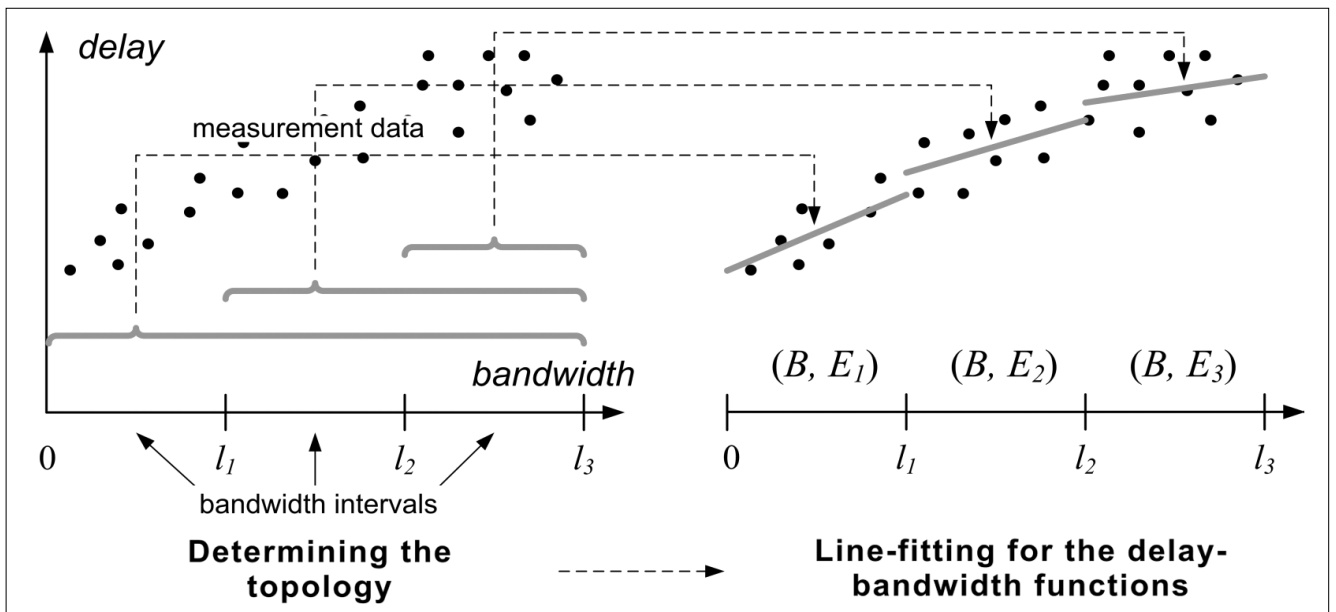 delay
measurement data
bandwidth
0 l1 l2 l3
bandwidth intervals
Determining the
topology
(B, E1) (B, E2) (B, E3)
0 l1 l2 l3
Line-fitting for the delay-
bandwidth functions